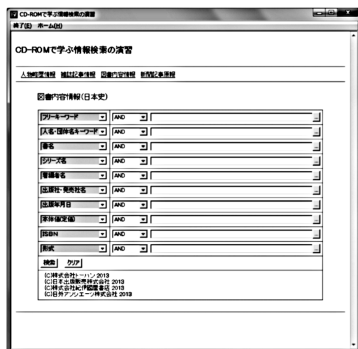 CD-ROMで学ぶ情報検索の演習
終了(E) ホーム(H)
CD-ROMで学ぶ情報検索の演習
人物略歴情報 雑誌記事情報 図書内容情報 新聞記事原報
図書内容情報(日本史)
フリーキーワード AND
人名・団体名キーワード AND
書名 AND
シリーズ名 AND
著編者名 AND
出版社・発売社名 AND
出版年月日 AND
本体価(定価) AND
ISBN AND
形式 AND
検索 クリア
(C)株式会社トーハン 2013
(C)日本出版販売株式会社 2013
(C)株式会社紀伊國屋書店 2013
(C)日外アソシエーツ株式会社 2013